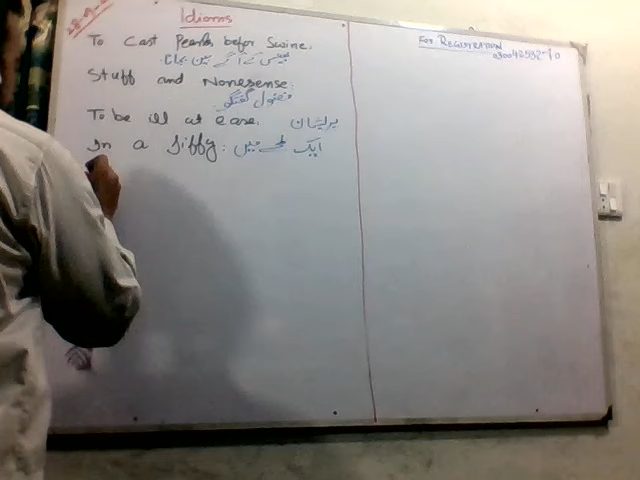 Idioms
To Cast Pearls befor Swine.
بھینس کے آگے بین بجانا
Stuff and Nonesense.
فضول گفتگو
To be ill at ease. پریشان
In a Jiffy: ایک لمحے میں
For Registration